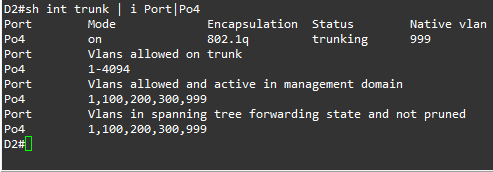 D2#sh int trunk | i Port|Po4
Port        Mode             Encapsulation  Status        Native vlan
Po4         on               802.1q         trunking      999
Port        Vlans allowed on trunk
Po4         1-4094
Port        Vlans allowed and active in management domain
Po4         1,100,200,300,999
Port        Vlans in spanning tree forwarding state and not pruned
Po4         1,100,200,300,999
D2#